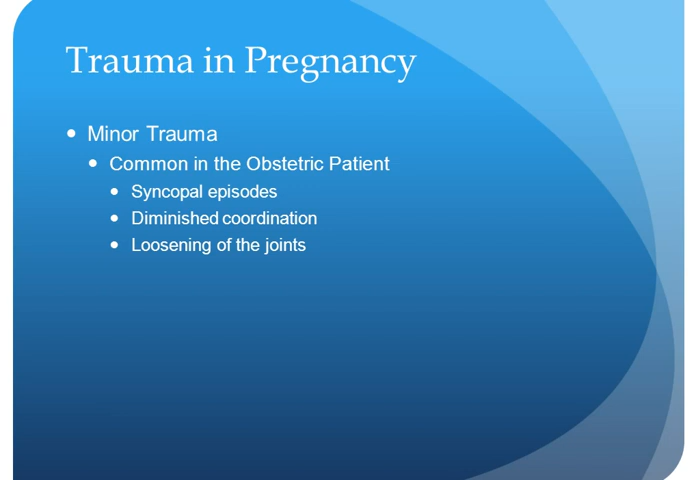 Trauma in Pregnancy
• Minor Trauma
• Common in the Obstetric Patient
• Syncopal episodes
• Diminished coordination
• Loosening of the joints